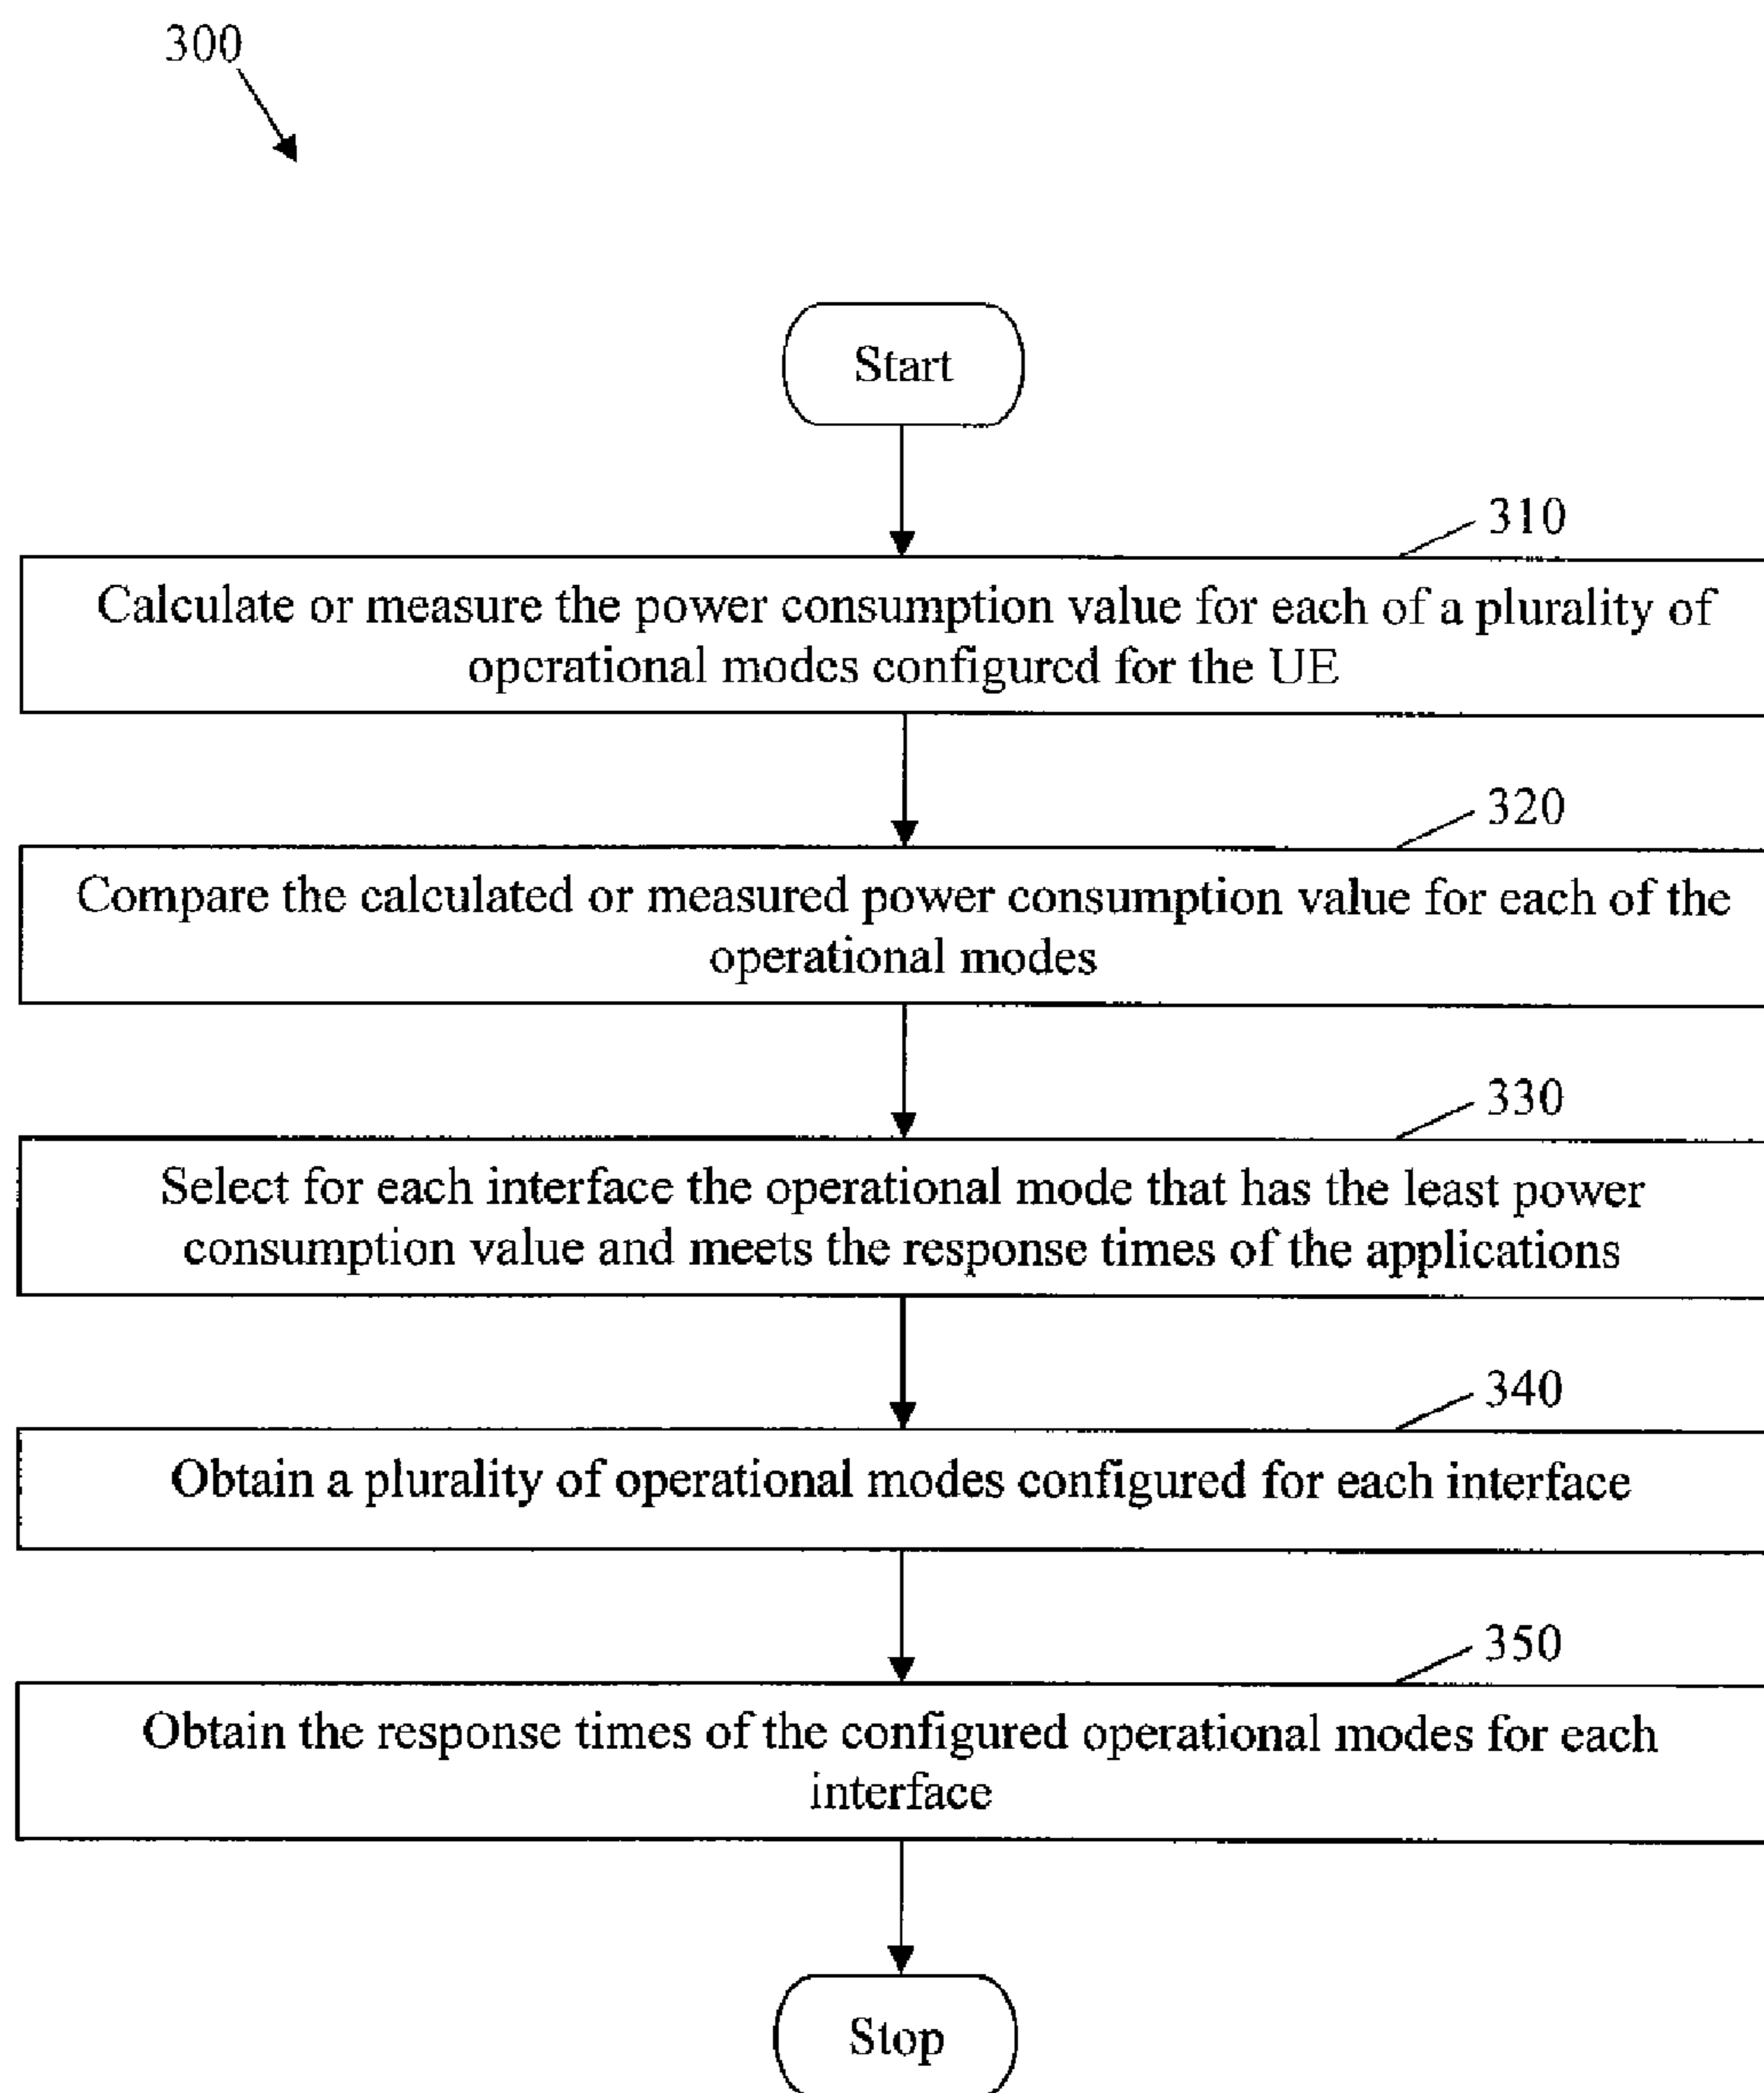 300
Start
310
Calculate or measure the power consumption value for each of a plurality of
operational modes configured for the UE
320
Compare the calculated or measured power consumption value for each of the
operational modes
330
Select for each interface the operational mode that has the least power
consumption value and meets the response times of the applications
340
Obtain a plurality of operational modes configured for each interface
350
Obtain the response times of the configured operational modes for each
interface
Stop